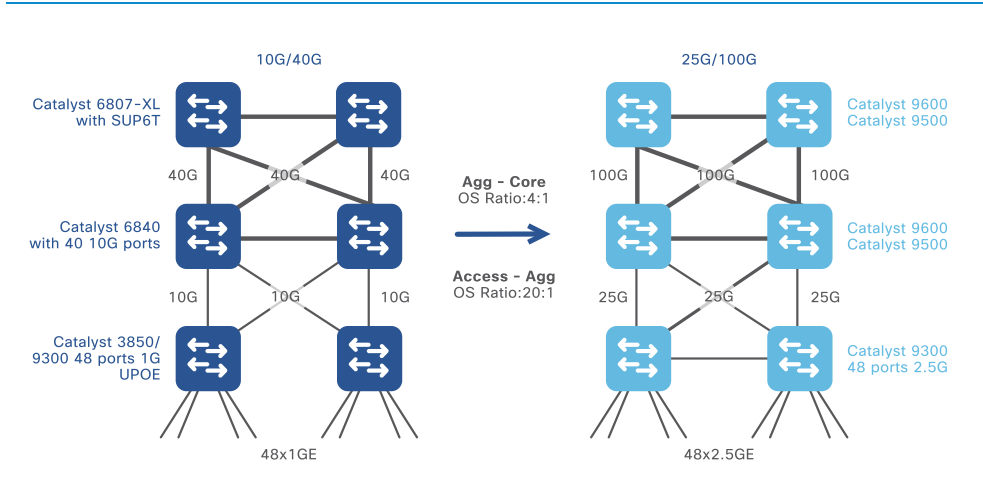 10G/40G
25G/100G
Catalyst 6807-XL
with SUP6T
Catalyst 9600
Catalyst 9500
40G
40G
40G
100G
100G
100G
Agg - Core
OS Ratio:4:1
Catalyst 6840
with 40 10G ports
Catalyst 9600
Catalyst 9500
Access - Agg
OS Ratio:20:1
10G
10G
10G
25G
25G
25G
Catalyst 3850/
9300 48 ports 1G
UPOE
Catalyst 9300
48 ports 2.5G
48x1GE
48x2.5GE